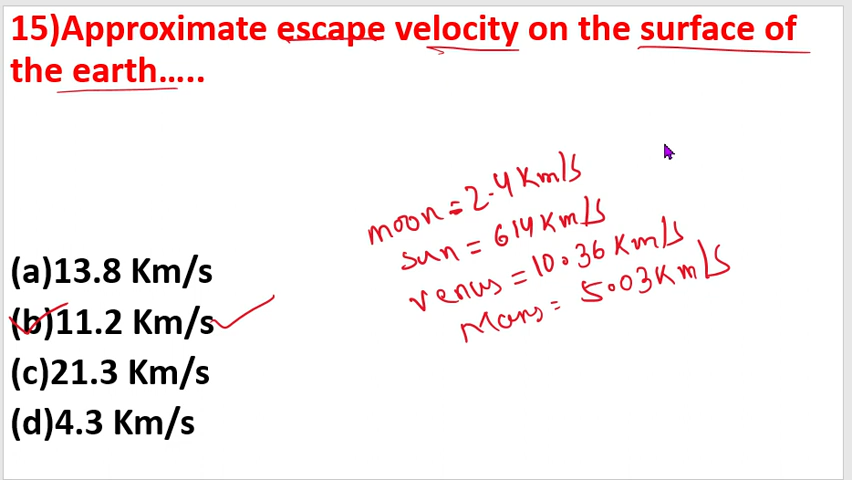 15)Approximate escape velocity on the surface of
the earth…..
moon = 2.4 Km/s
sun = 614 Km/s
venus = 10.36 Km/s
Mars = 5.03 Km/s
(a)13.8 Km/s
(b)11.2 Km/s
(c)21.3 Km/s
(d)4.3 Km/s